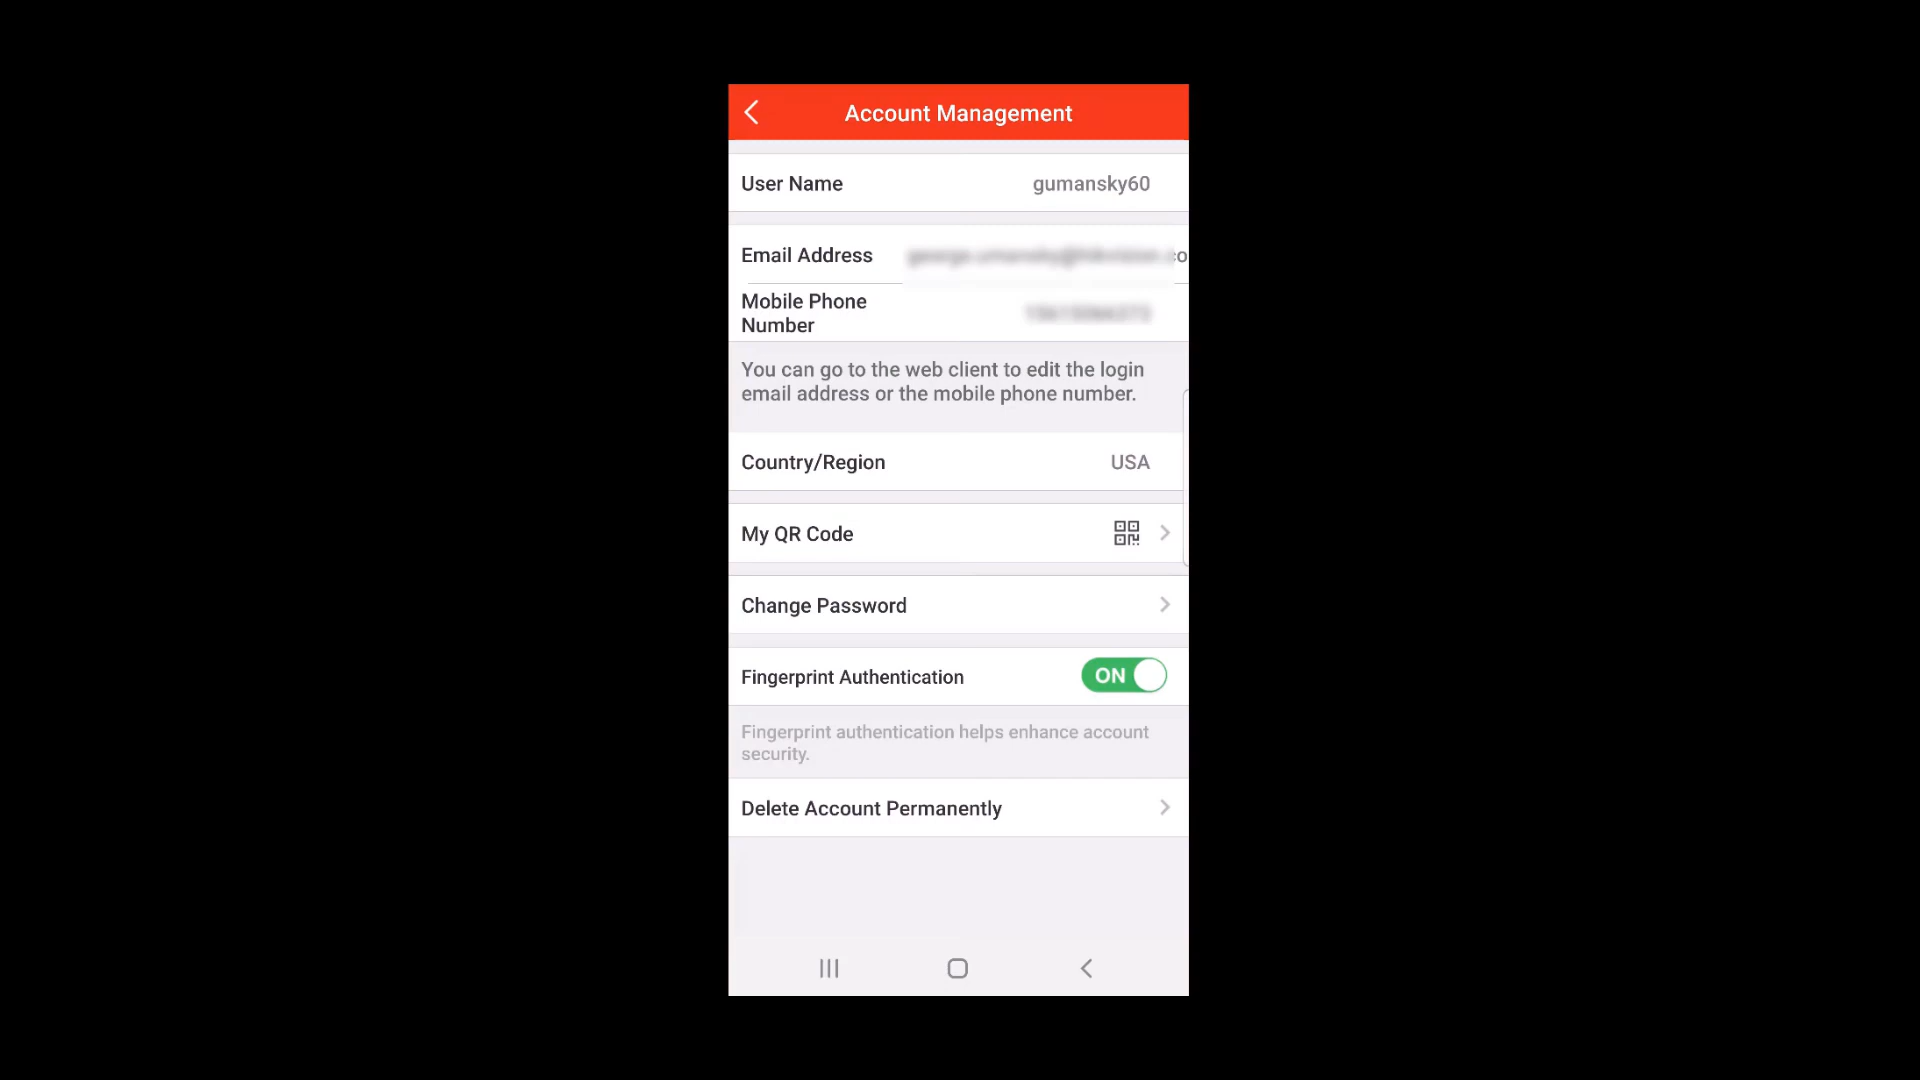 Account Management
User Name gumansky60
Email Address
Mobile Phone
Number
You can go to the web client to edit the login
email address or the mobile phone number.
Country/Region USA
My QR Code
Change Password
Fingerprint Authentication ON
Fingerprint authentication helps enhance account
security.
Delete Account Permanently